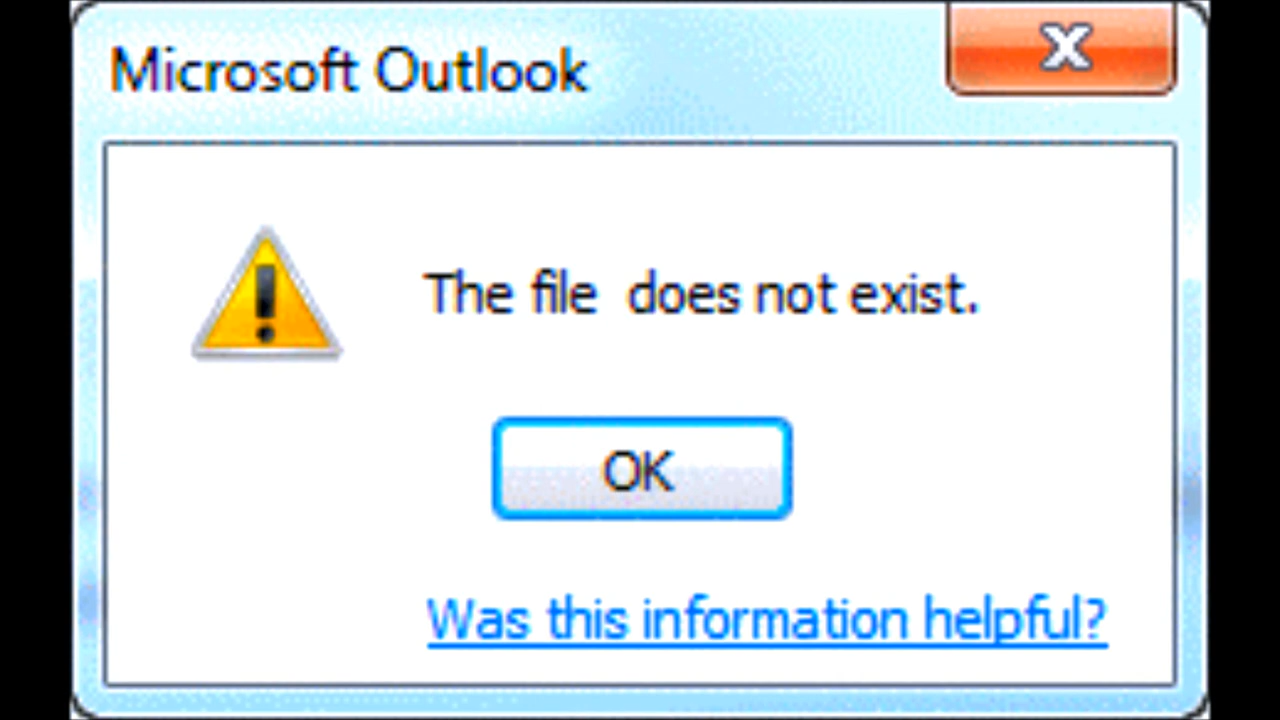 Microsoft Outlook
The file  does not exist.
OK
Was this information helpful?